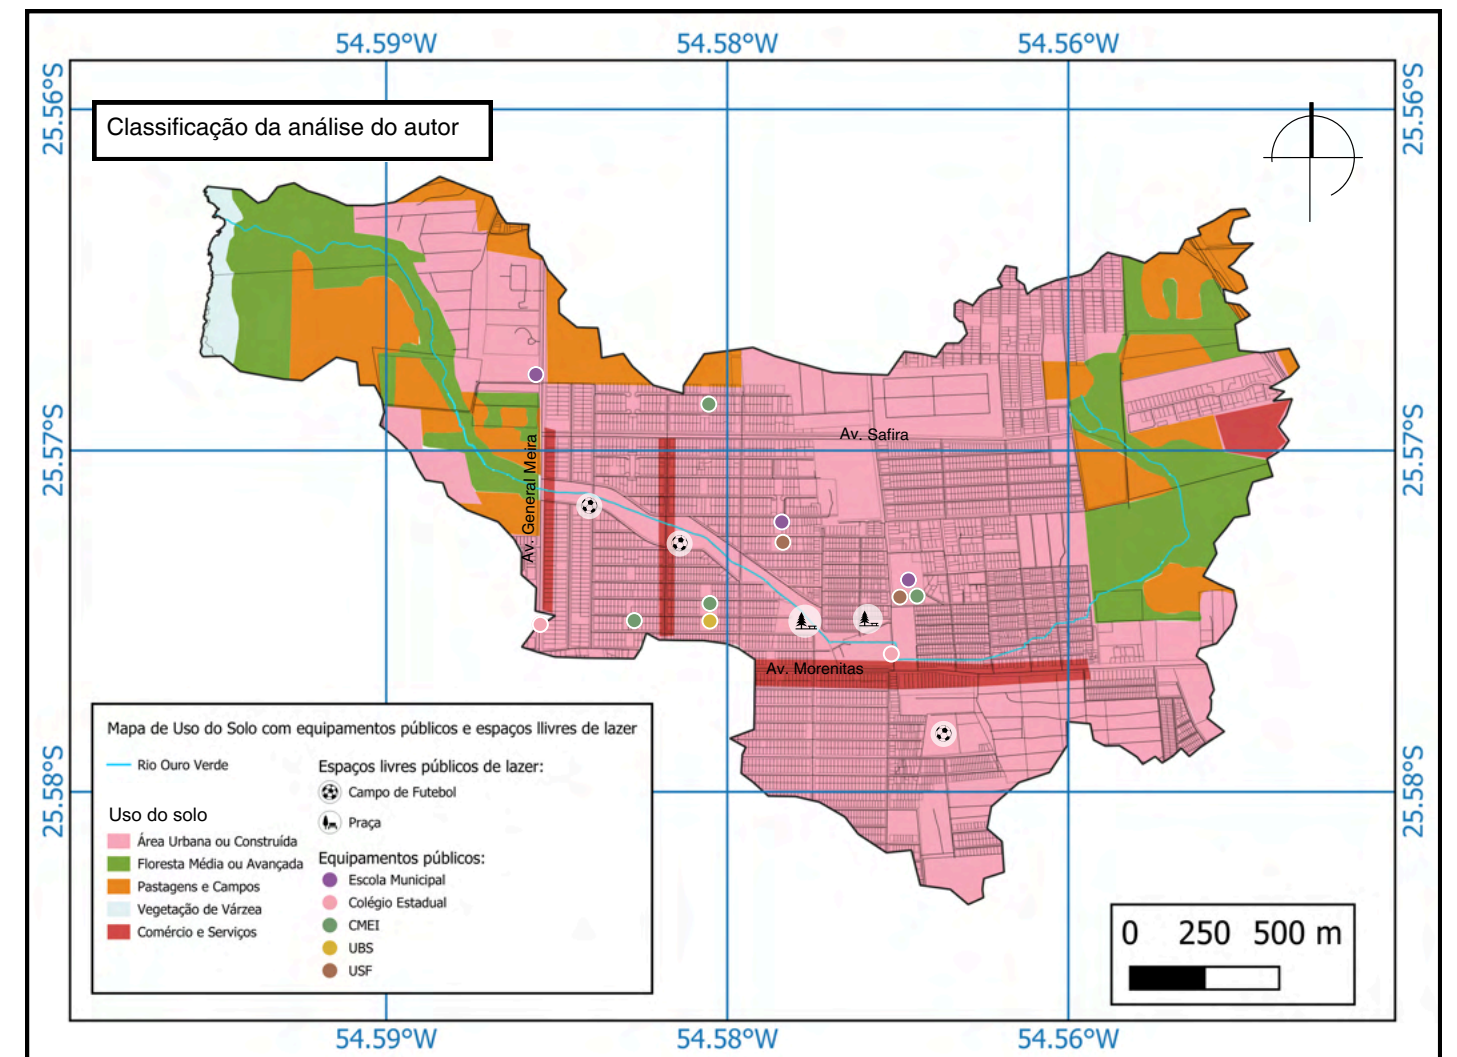 54.59°W 54.58°W 54.56°W
25.56°S 25.56°S
Classificação da análise do autor
25.57°S 25.57°S
Av. Safira
Av. General Meira
Av. Morenitas
25.58°S 25.58°S
Mapa de Uso do Solo com equipamentos públicos e espaços llivres de lazer
Rio Ouro Verde
Uso do solo
Área Urbana ou Construída
Floresta Média ou Avançada
Pastagens e Campos
Vegetação de Várzea
Comércio e Serviços
Espaços livres públicos de lazer:
Campo de Futebol
Praça
Equipamentos públicos:
Escola Municipal
Colégio Estadual
CMEI
UBS
USF
0 250 500 m
54.59°W 54.58°W 54.56°W